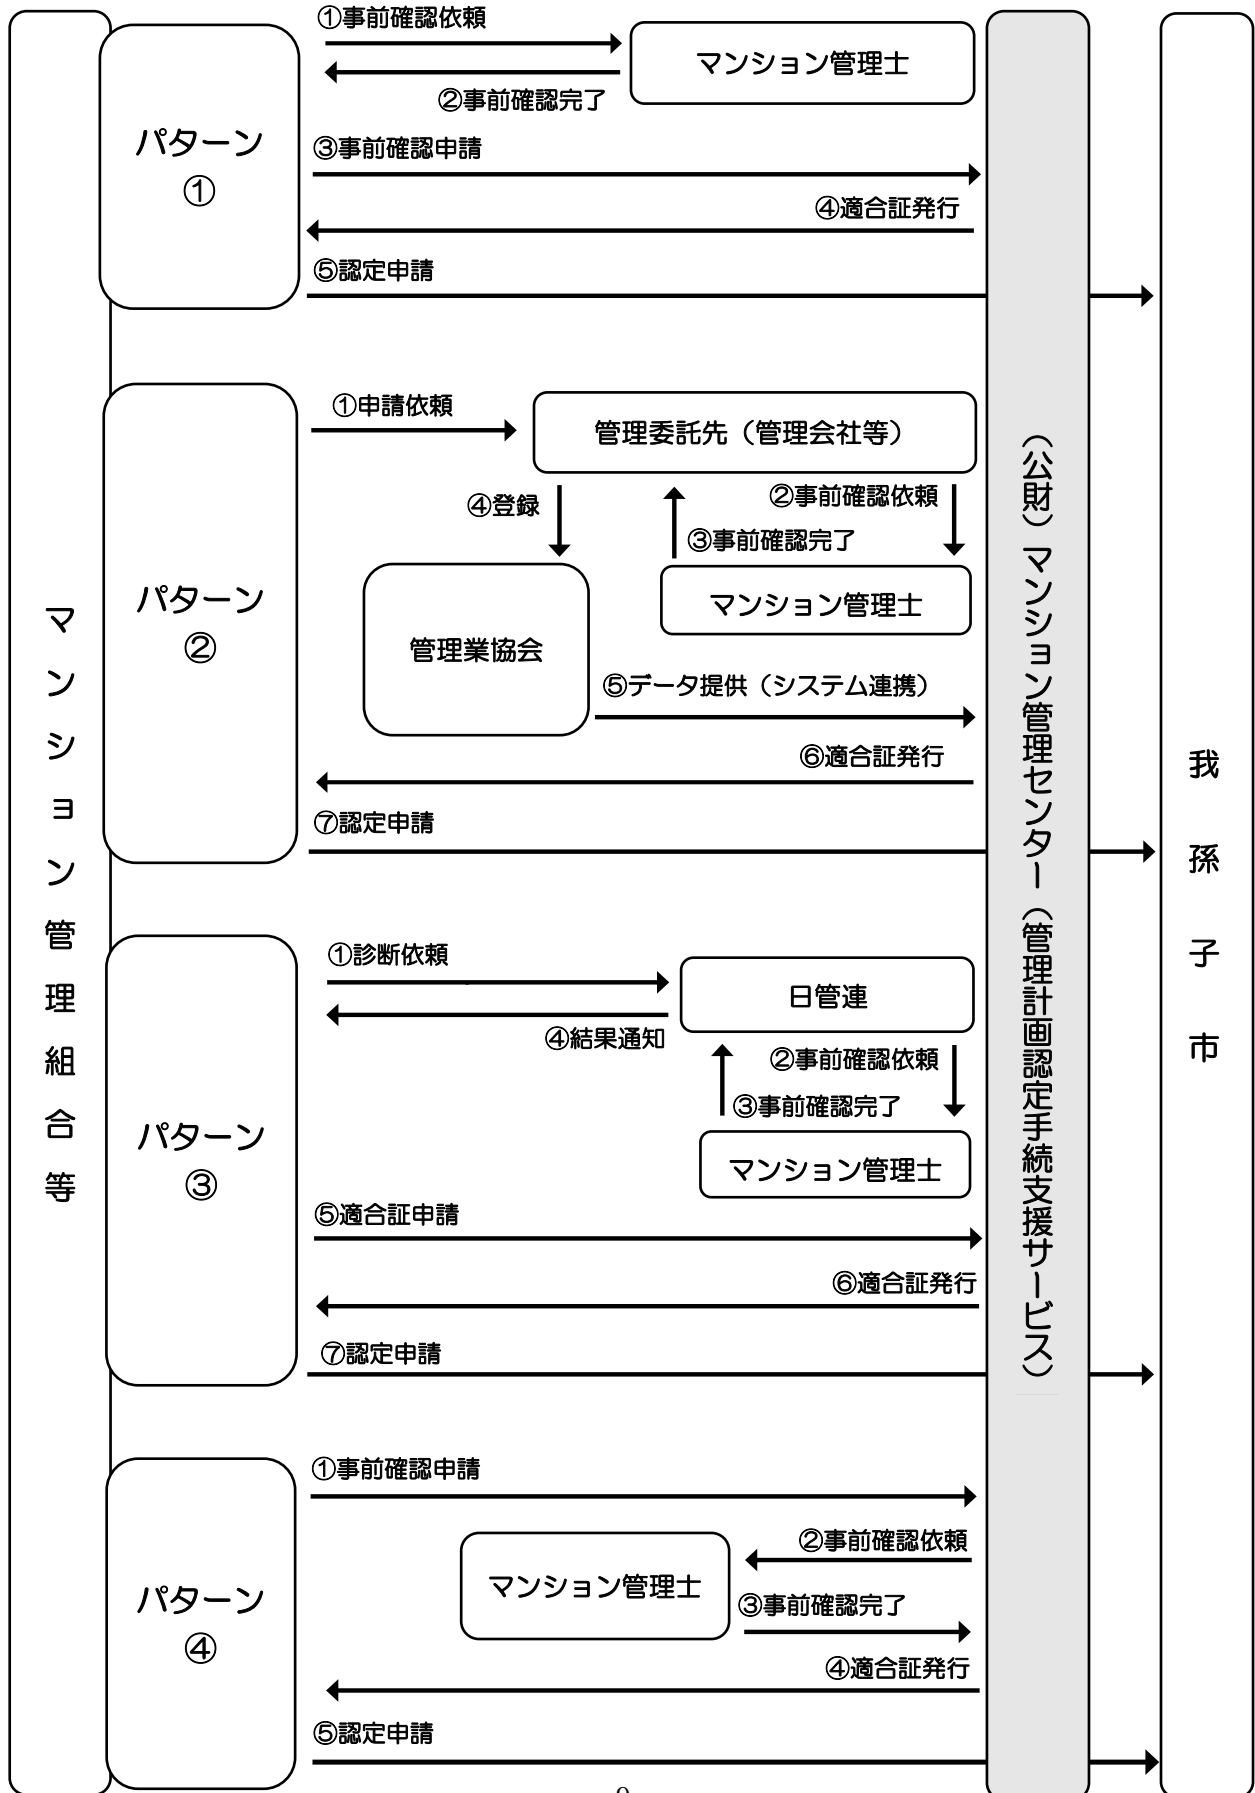 マンション管理組合等
パターン
①
①事前確認依頼
マンション管理士
②事前確認完了
③事前確認申請
④適合証発行
⑤認定申請
パターン
②
①申請依頼
管理委託先（管理会社等）
④登録
②事前確認依頼
③事前確認完了
マンション管理士
管理業協会
⑤データ提供（システム連携）
⑥適合証発行
⑦認定申請
パターン
③
①診断依頼
日管連
④結果通知
②事前確認依頼
③事前確認完了
マンション管理士
⑤適合証申請
⑥適合証発行
⑦認定申請
パターン
④
①事前確認申請
②事前確認依頼
マンション管理士
③事前確認完了
④適合証発行
⑤認定申請
（公財）マンション管理センター（管理計画認定手続支援サービス）
我孫子市